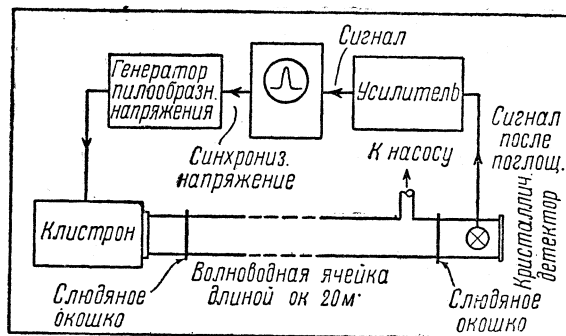 Сигнал
Генератор
пилообразн.
напряжения
Усилитель
Синхрониз.
напряжение
К насосу
Сигнал
после
поглощ.
Кристаллич.
детектор
Клистрон
Волноводная ячейка
длиной ок 20м
Слюдяное
окошко
Слюдяное
окошко